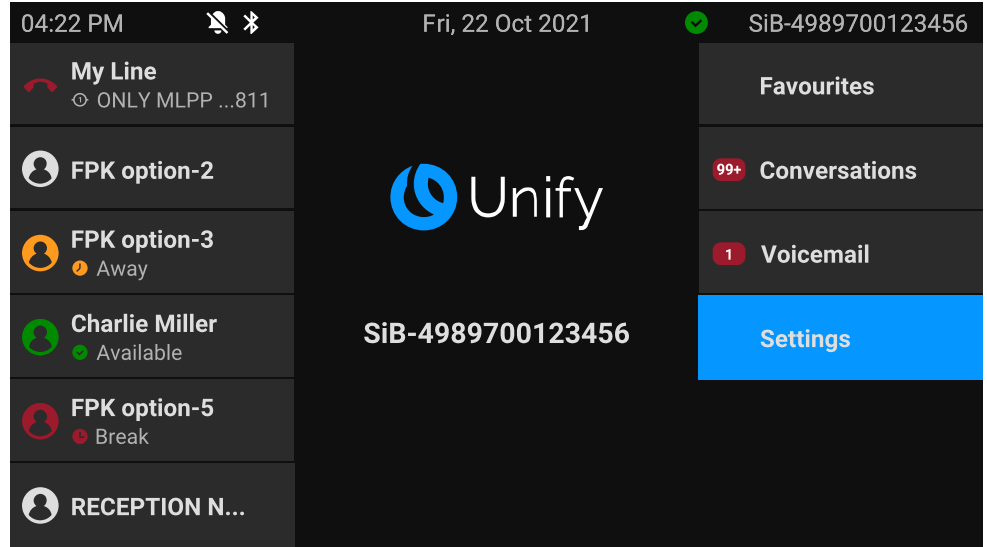 04:22 PM
Fri, 22 Oct 2021
SiB-4989700123456
My Line
ONLY MLPP ...811
FPK option-2
FPK option-3
Away
Charlie Miller
Available
FPK option-5
Break
RECEPTION N...
Unify
SiB-4989700123456
Favourites
99+ Conversations
1 Voicemail
Settings